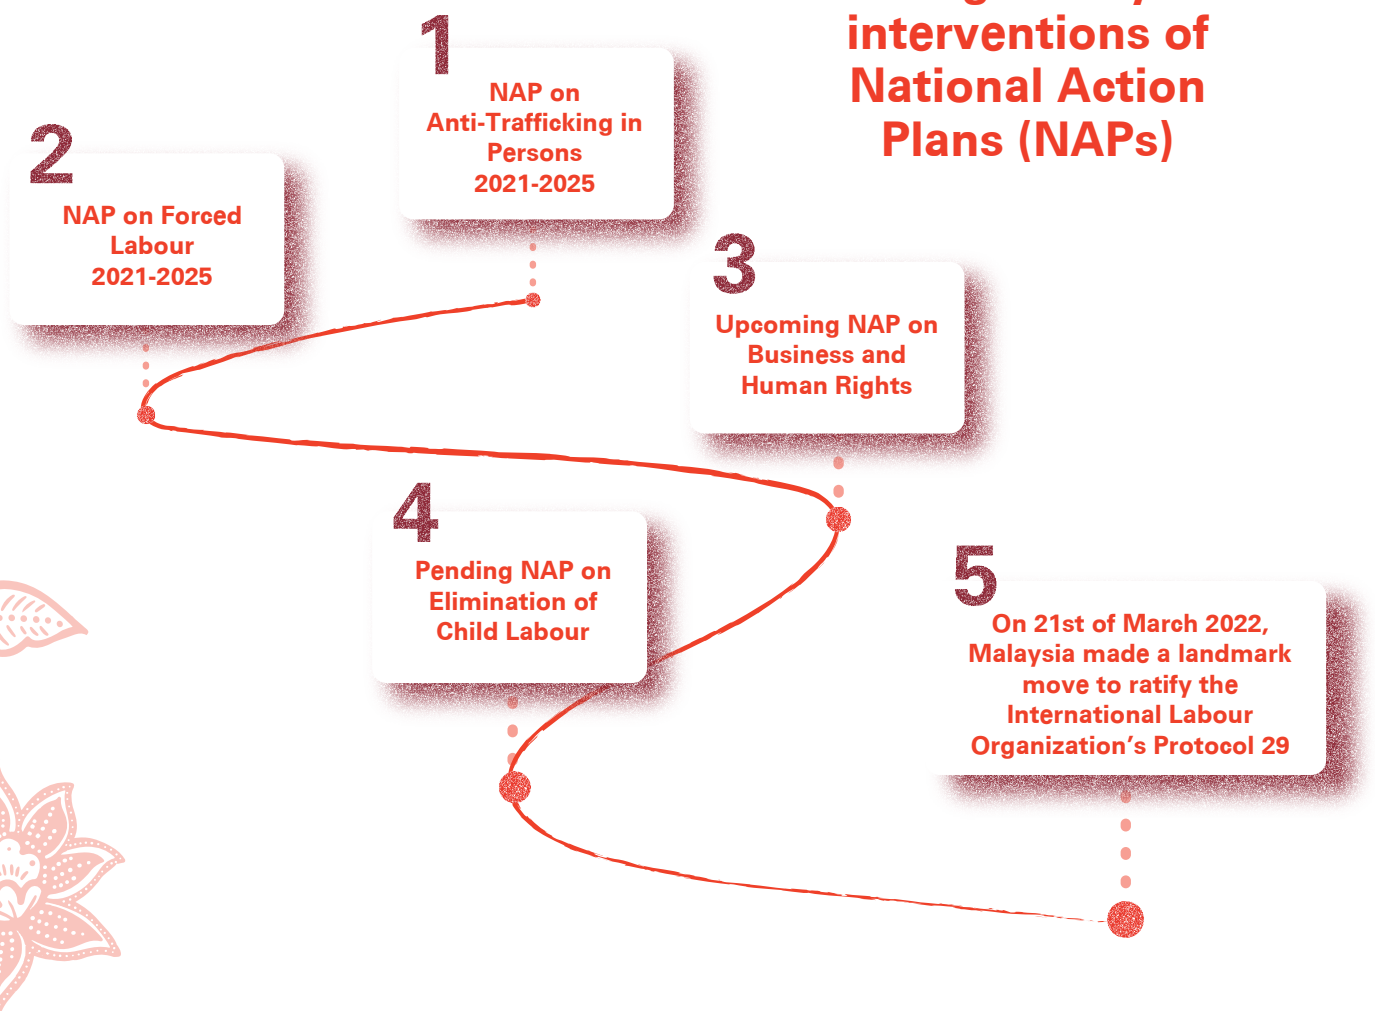 interventions of
National Action
Plans (NAPs)
1
NAP on
Anti-Trafficking in
Persons
2021-2025
2
NAP on Forced
Labour
2021-2025
3
Upcoming NAP on
Business and
Human Rights
4
Pending NAP on
Elimination of
Child Labour
5
On 21st of March 2022,
Malaysia made a landmark
move to ratify the
International Labour
Organization’s Protocol 29